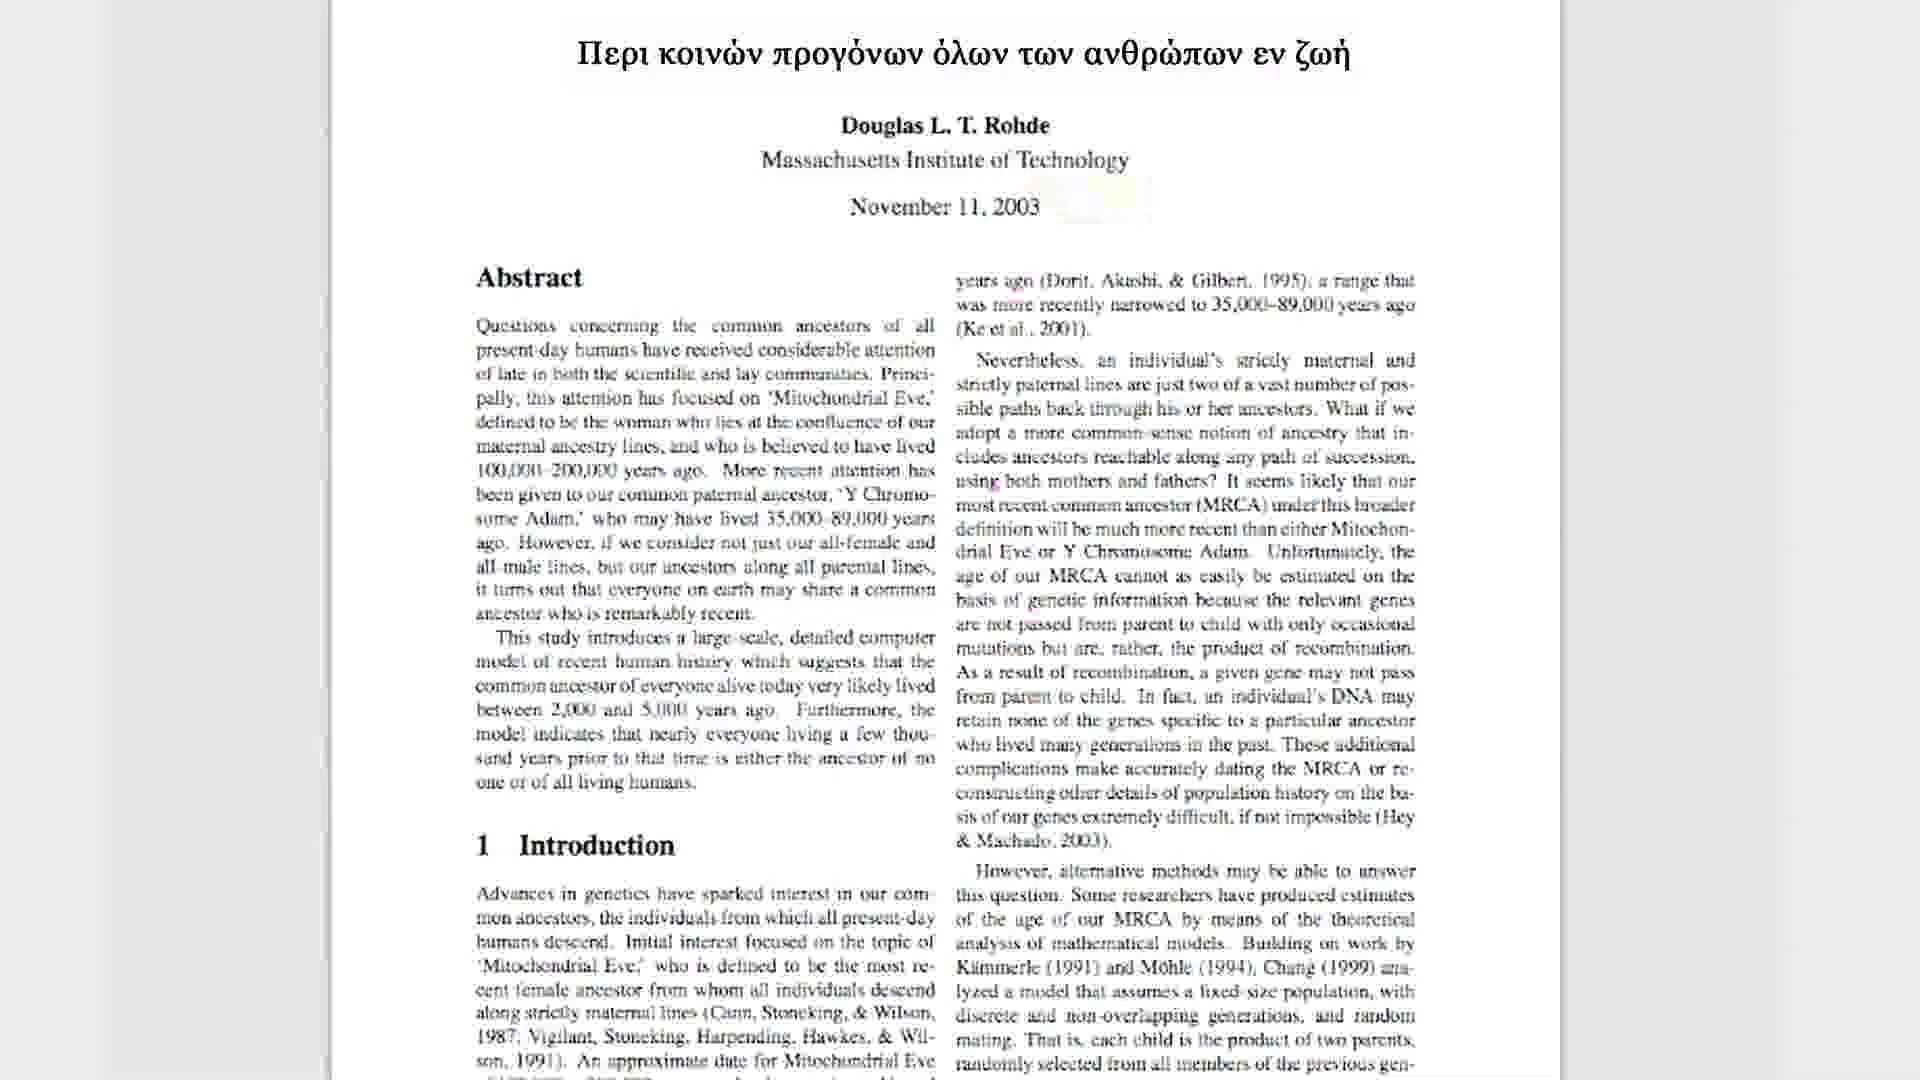 Περι κοινών προγόνων όλων των ανθρώπων εν ζωή
Douglas L. T. Rohde
Massachusetts Institute of Technology
November 11, 2003
Abstract
Questions concerning the common ancestors of all
present-day humans have received considerable attention
of late in both the scientific and lay communities. Princi-
pally, this attention has focused on ‘Mitochondrial Eve,’
defined to be the woman who lies at the confluence of our
maternal ancestry lines, and who is believed to have lived
100,000–200,000 years ago. More recent attention has
been given to our common paternal ancestor, ‘Y Chromo-
some Adam,’ who may have lived 35,000–89,000 years
ago. However, if we consider not just our all-female and
all-male lines, but our ancestors along all parental lines,
it turns out that everyone on earth may share a common
ancestor who is remarkably recent.
This study introduces a large-scale, detailed computer
model of recent human history which suggests that the
common ancestor of everyone alive today very likely lived
between 2,000 and 5,000 years ago. Furthermore, the
model indicates that nearly everyone living a few thou-
sand years prior to that time is either the ancestor of no
one or of all living humans.
1 Introduction
Advances in genetics have sparked interest in our com-
mon ancestors, the individuals from which all present-day
humans descend. Initial interest focused on the topic of
‘Mitochondrial Eve,’ who is defined to be the most re-
cent female ancestor from whom all individuals descend
along strictly maternal lines (Cann, Stoneking, & Wilson,
1987; Vigilant, Stoneking, Harpending, Hawkes, & Wil-
son, 1991). An approximate date for Mitochondrial Eve
years ago (Dorit, Akashi, & Gilbert, 1995), a range that
was more recently narrowed to 35,000–89,000 years ago
(Ke et al., 2001).
Nevertheless, an individual’s strictly maternal and
strictly paternal lines are just two of a vast number of pos-
sible paths back through his or her ancestors. What if we
adopt a more common-sense notion of ancestry that in-
cludes ancestors reachable along any path of succession,
using both mothers and fathers? It seems likely that our
most recent common ancestor (MRCA) under this broader
definition will be much more recent than either Mitochon-
drial Eve or Y Chromosome Adam. Unfortunately, the
age of our MRCA cannot as easily be estimated on the
basis of genetic information because the relevant genes
are not passed from parent to child with only occasional
mutations but are, rather, the product of recombination.
As a result of recombination, a given gene may not pass
from parent to child. In fact, an individual’s DNA may
retain none of the genes specific to a particular ancestor
who lived many generations in the past. These additional
complications make accurately dating the MRCA or re-
constructing other details of population history on the ba-
sis of our genes extremely difficult, if not impossible (Hey
& Machado, 2003).
However, alternative methods may be able to answer
this question. Some researchers have produced estimates
of the age of our MRCA by means of the theoretical
analysis of mathematical models. Building on work by
Kämmerle (1991) and Möhle (1994), Chang (1999) ana-
lyzed a model that assumes a fixed-size population, with
discrete and non-overlapping generations, and random
mating. That is, each child is the product of two parents,
randomly selected from all members of the previous gen-